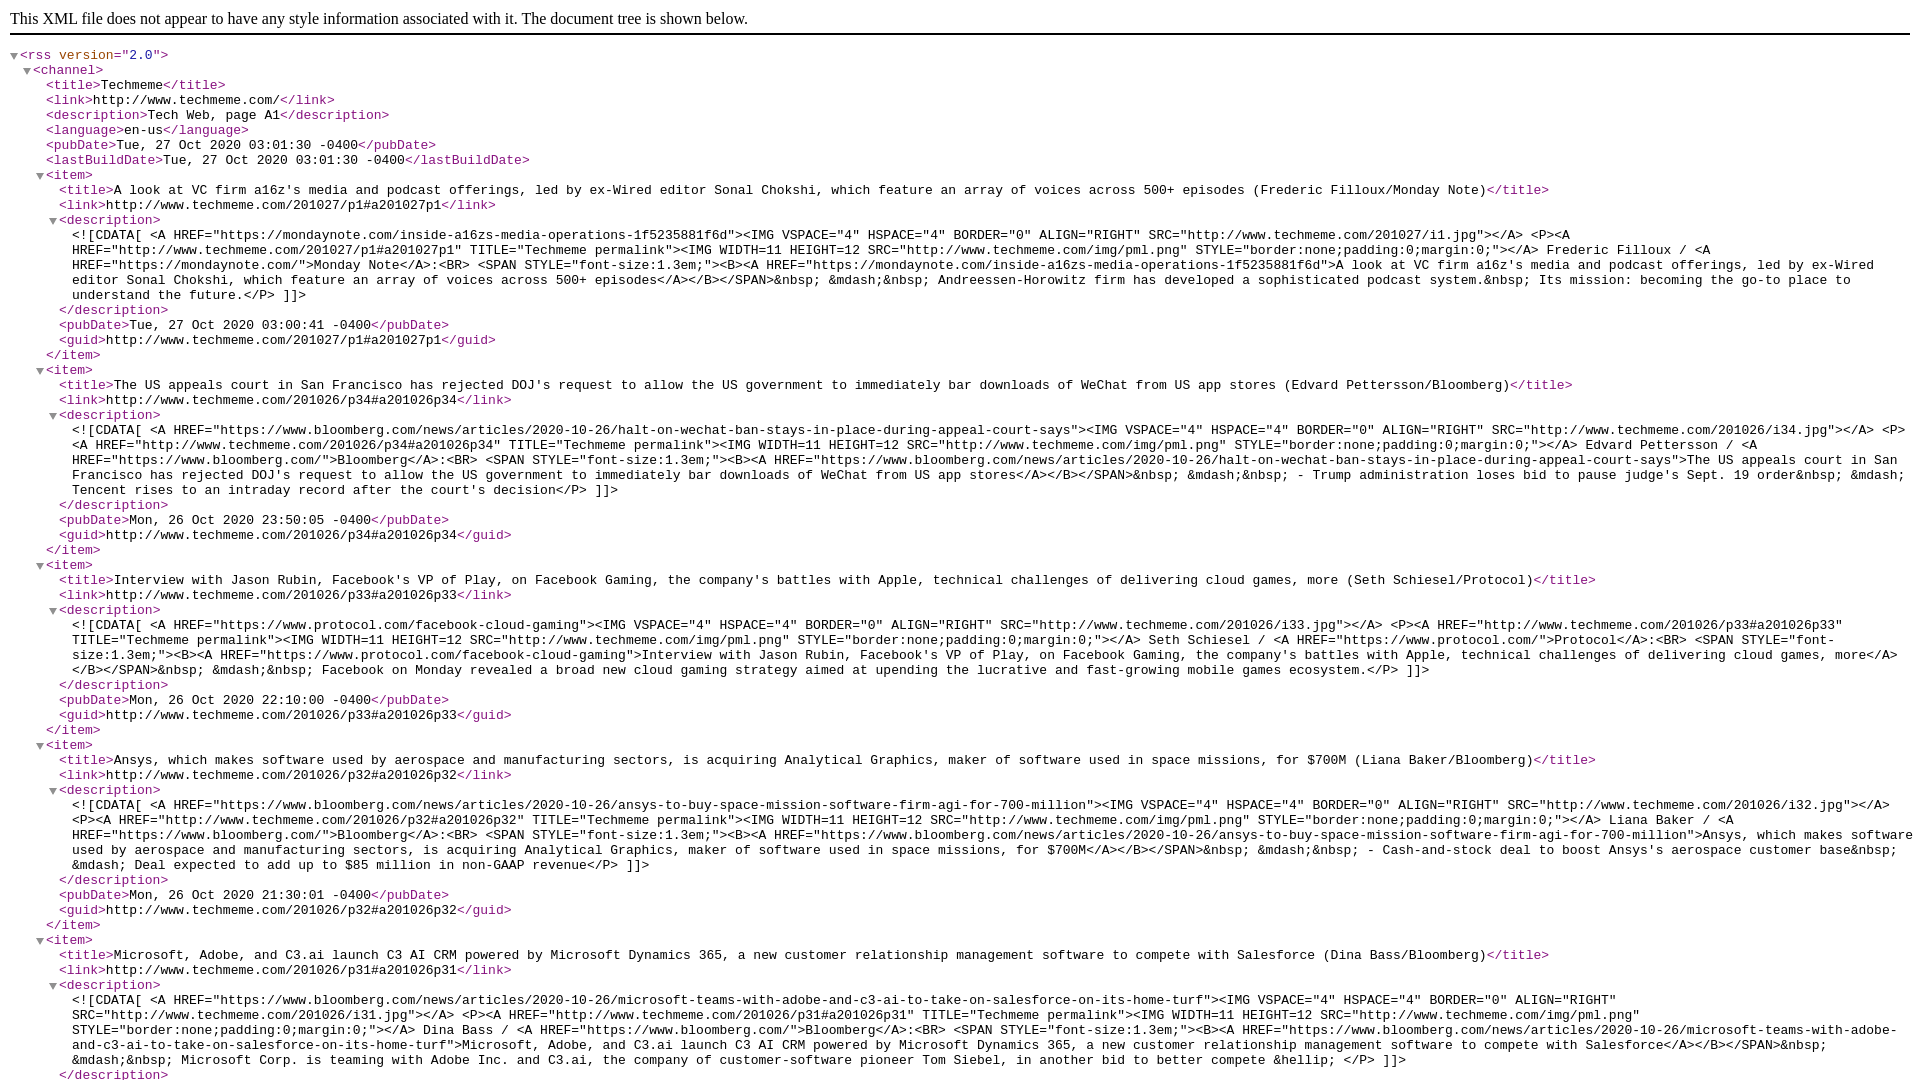 This XML file does not appear to have any style information associated with it. The document tree is shown below.
<rss version="2.0">
<channel>
<title>Techmeme</title>
<link>http://www.techmeme.com/</link>
<description>Tech Web, page A1</description>
<language>en-us</language>
<pubDate>Tue, 27 Oct 2020 03:01:30 -0400</pubDate>
<lastBuildDate>Tue, 27 Oct 2020 03:01:30 -0400</lastBuildDate>
<item>
<title>A look at VC firm a16z's media and podcast offerings, led by ex-Wired editor Sonal Chokshi, which feature an array of voices across 500+ episodes (Frederic Filloux/Monday Note)</title>
<link>http://www.techmeme.com/201027/p1#a201027p1</link>
<description>
<![CDATA[ <A HREF="https://mondaynote.com/inside-a16zs-media-operations-1f5235881f6d"><IMG VSPACE="4" HSPACE="4" BORDER="0" ALIGN="RIGHT" SRC="http://www.techmeme.com/201027/i1.jpg"></A> <P><A
HREF="http://www.techmeme.com/201027/p1#a201027p1" TITLE="Techmeme permalink"><IMG WIDTH=11 HEIGHT=12 SRC="http://www.techmeme.com/img/pml.png" STYLE="border:none;padding:0;margin:0;"></A> Frederic Filloux / <A
HREF="https://mondaynote.com/">Monday Note</A>:<BR> <SPAN STYLE="font-size:1.3em;"><B><A HREF="https://mondaynote.com/inside-a16zs-media-operations-1f5235881f6d">A look at VC firm a16z's media and podcast offerings, led by ex-Wired
editor Sonal Chokshi, which feature an array of voices across 500+ episodes</A></B></SPAN>&nbsp; &mdash;&nbsp; Andreessen-Horowitz firm has developed a sophisticated podcast system.&nbsp; Its mission: becoming the go-to place to
understand the future.</P> ]]>
</description>
<pubDate>Tue, 27 Oct 2020 03:00:41 -0400</pubDate>
<guid>http://www.techmeme.com/201027/p1#a201027p1</guid>
</item>
<item>
<title>The US appeals court in San Francisco has rejected DOJ's request to allow the US government to immediately bar downloads of WeChat from US app stores (Edvard Pettersson/Bloomberg)</title>
<link>http://www.techmeme.com/201026/p34#a201026p34</link>
<description>
<![CDATA[ <A HREF="https://www.bloomberg.com/news/articles/2020-10-26/halt-on-wechat-ban-stays-in-place-during-appeal-court-says"><IMG VSPACE="4" HSPACE="4" BORDER="0" ALIGN="RIGHT" SRC="http://www.techmeme.com/201026/i34.jpg"></A> <P>
<A HREF="http://www.techmeme.com/201026/p34#a201026p34" TITLE="Techmeme permalink"><IMG WIDTH=11 HEIGHT=12 SRC="http://www.techmeme.com/img/pml.png" STYLE="border:none;padding:0;margin:0;"></A> Edvard Pettersson / <A
HREF="https://www.bloomberg.com/">Bloomberg</A>:<BR> <SPAN STYLE="font-size:1.3em;"><B><A HREF="https://www.bloomberg.com/news/articles/2020-10-26/halt-on-wechat-ban-stays-in-place-during-appeal-court-says">The US appeals court in San
Francisco has rejected DOJ's request to allow the US government to immediately bar downloads of WeChat from US app stores</A></B></SPAN>&nbsp; &mdash;&nbsp; - Trump administration loses bid to pause judge's Sept. 19 order&nbsp; &mdash;
Tencent rises to an intraday record after the court's decision</P> ]]>
</description>
<pubDate>Mon, 26 Oct 2020 23:50:05 -0400</pubDate>
<guid>http://www.techmeme.com/201026/p34#a201026p34</guid>
</item>
<item>
<title>Interview with Jason Rubin, Facebook's VP of Play, on Facebook Gaming, the company's battles with Apple, technical challenges of delivering cloud games, more (Seth Schiesel/Protocol)</title>
<link>http://www.techmeme.com/201026/p33#a201026p33</link>
<description>
<![CDATA[ <A HREF="https://www.protocol.com/facebook-cloud-gaming"><IMG VSPACE="4" HSPACE="4" BORDER="0" ALIGN="RIGHT" SRC="http://www.techmeme.com/201026/i33.jpg"></A> <P><A HREF="http://www.techmeme.com/201026/p33#a201026p33"
TITLE="Techmeme permalink"><IMG WIDTH=11 HEIGHT=12 SRC="http://www.techmeme.com/img/pml.png" STYLE="border:none;padding:0;margin:0;"></A> Seth Schiesel / <A HREF="https://www.protocol.com/">Protocol</A>:<BR> <SPAN STYLE="font-
size:1.3em;"><B><A HREF="https://www.protocol.com/facebook-cloud-gaming">Interview with Jason Rubin, Facebook's VP of Play, on Facebook Gaming, the company's battles with Apple, technical challenges of delivering cloud games, more</A>
</B></SPAN>&nbsp; &mdash;&nbsp; Facebook on Monday revealed a broad new cloud gaming strategy aimed at upending the lucrative and fast-growing mobile games ecosystem.</P> ]]>
</description>
<pubDate>Mon, 26 Oct 2020 22:10:00 -0400</pubDate>
<guid>http://www.techmeme.com/201026/p33#a201026p33</guid>
</item>
<item>
<title>Ansys, which makes software used by aerospace and manufacturing sectors, is acquiring Analytical Graphics, maker of software used in space missions, for $700M (Liana Baker/Bloomberg)</title>
<link>http://www.techmeme.com/201026/p32#a201026p32</link>
<description>
<![CDATA[ <A HREF="https://www.bloomberg.com/news/articles/2020-10-26/ansys-to-buy-space-mission-software-firm-agi-for-700-million"><IMG VSPACE="4" HSPACE="4" BORDER="0" ALIGN="RIGHT" SRC="http://www.techmeme.com/201026/i32.jpg"></A>
<P><A HREF="http://www.techmeme.com/201026/p32#a201026p32" TITLE="Techmeme permalink"><IMG WIDTH=11 HEIGHT=12 SRC="http://www.techmeme.com/img/pml.png" STYLE="border:none;padding:0;margin:0;"></A> Liana Baker / <A
HREF="https://www.bloomberg.com/">Bloomberg</A>:<BR> <SPAN STYLE="font-size:1.3em;"><B><A HREF="https://www.bloomberg.com/news/articles/2020-10-26/ansys-to-buy-space-mission-software-firm-agi-for-700-million">Ansys, which makes software
used by aerospace and manufacturing sectors, is acquiring Analytical Graphics, maker of software used in space missions, for $700M</A></B></SPAN>&nbsp; &mdash;&nbsp; - Cash-and-stock deal to boost Ansys's aerospace customer base&nbsp;
&mdash; Deal expected to add up to $85 million in non-GAAP revenue</P> ]]>
</description>
<pubDate>Mon, 26 Oct 2020 21:30:01 -0400</pubDate>
<guid>http://www.techmeme.com/201026/p32#a201026p32</guid>
</item>
<item>
<title>Microsoft, Adobe, and C3.ai launch C3 AI CRM powered by Microsoft Dynamics 365, a new customer relationship management software to compete with Salesforce (Dina Bass/Bloomberg)</title>
<link>http://www.techmeme.com/201026/p31#a201026p31</link>
<description>
<![CDATA[ <A HREF="https://www.bloomberg.com/news/articles/2020-10-26/microsoft-teams-with-adobe-and-c3-ai-to-take-on-salesforce-on-its-home-turf"><IMG VSPACE="4" HSPACE="4" BORDER="0" ALIGN="RIGHT"
SRC="http://www.techmeme.com/201026/i31.jpg"></A> <P><A HREF="http://www.techmeme.com/201026/p31#a201026p31" TITLE="Techmeme permalink"><IMG WIDTH=11 HEIGHT=12 SRC="http://www.techmeme.com/img/pml.png"
STYLE="border:none;padding:0;margin:0;"></A> Dina Bass / <A HREF="https://www.bloomberg.com/">Bloomberg</A>:<BR> <SPAN STYLE="font-size:1.3em;"><B><A HREF="https://www.bloomberg.com/news/articles/2020-10-26/microsoft-teams-with-adobe-
and-c3-ai-to-take-on-salesforce-on-its-home-turf">Microsoft, Adobe, and C3.ai launch C3 AI CRM powered by Microsoft Dynamics 365, a new customer relationship management software to compete with Salesforce</A></B></SPAN>&nbsp;
&mdash;&nbsp; Microsoft Corp. is teaming with Adobe Inc. and C3.ai, the company of customer-software pioneer Tom Siebel, in another bid to better compete &hellip; </P> ]]>
</description>